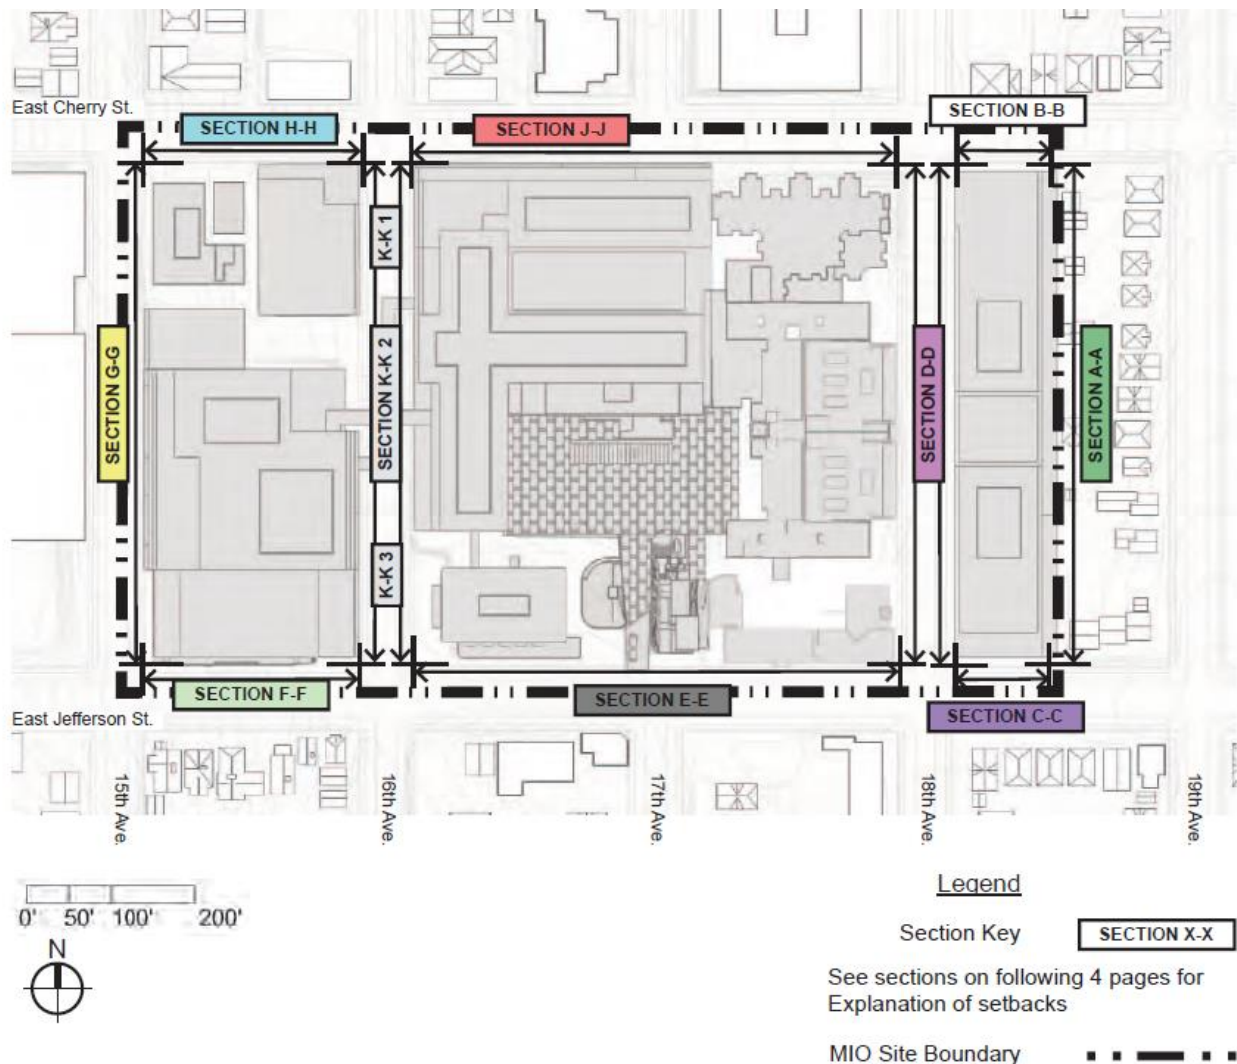 East Cherry St.
SECTION H-H
SECTION J-J
SECTION B-B
K-K 1
SECTION G-G
SECTION K-K 2
SECTION D-D
SECTION A-A
K-K 3
SECTION F-F
SECTION E-E
SECTION C-C
East Jefferson St.
15th Ave.
16th Ave.
17th Ave.
18th Ave.
19th Ave.
0' 50' 100' 200'
N
Legend
Section Key
SECTION X-X
See sections on following 4 pages for
Explanation of setbacks
MIO Site Boundary